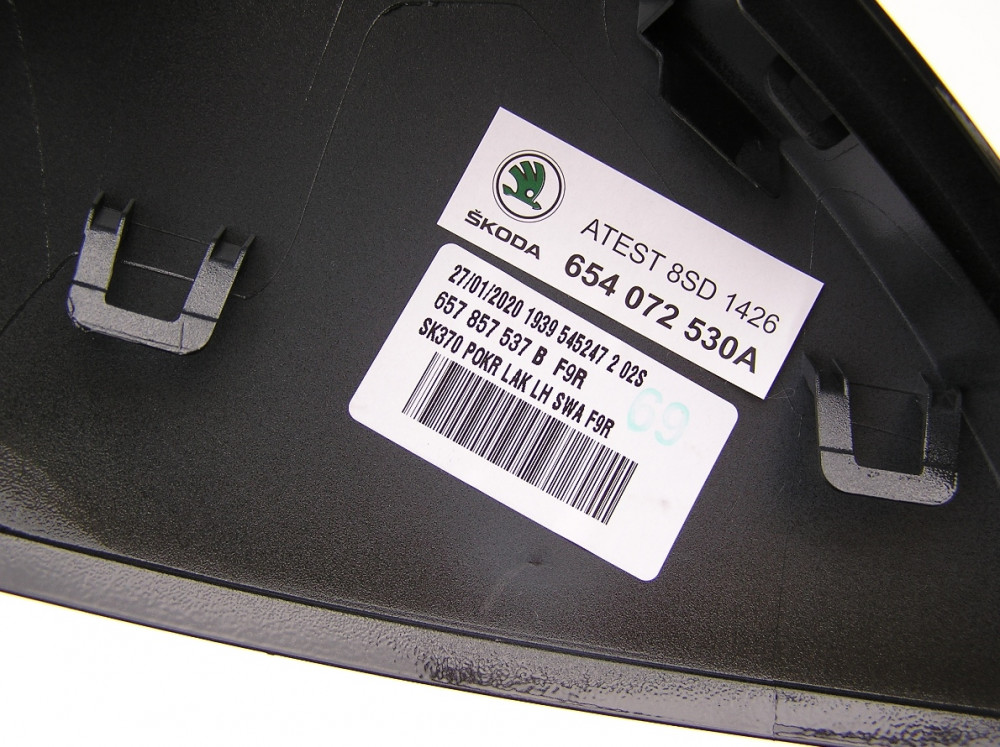 ŠKODA
ATEST 8SD 1426
654 072 530A
27/01/2020 1939 545247 2 02S
657 857 537 B F9R
SK370 POKR LAK LH SWA F9R
69